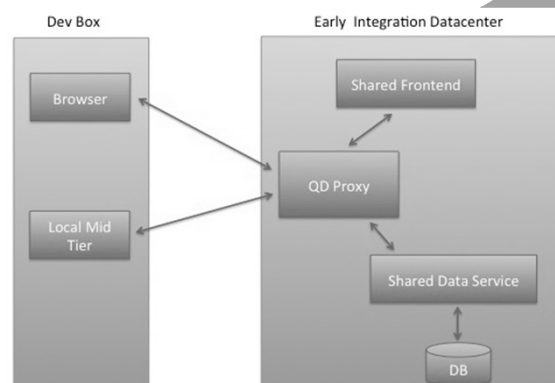 Dev Box
Early Integration Datacenter
Browser
Shared Frontend
QD Proxy
Local Mid
Tier
Shared Data Service
DB